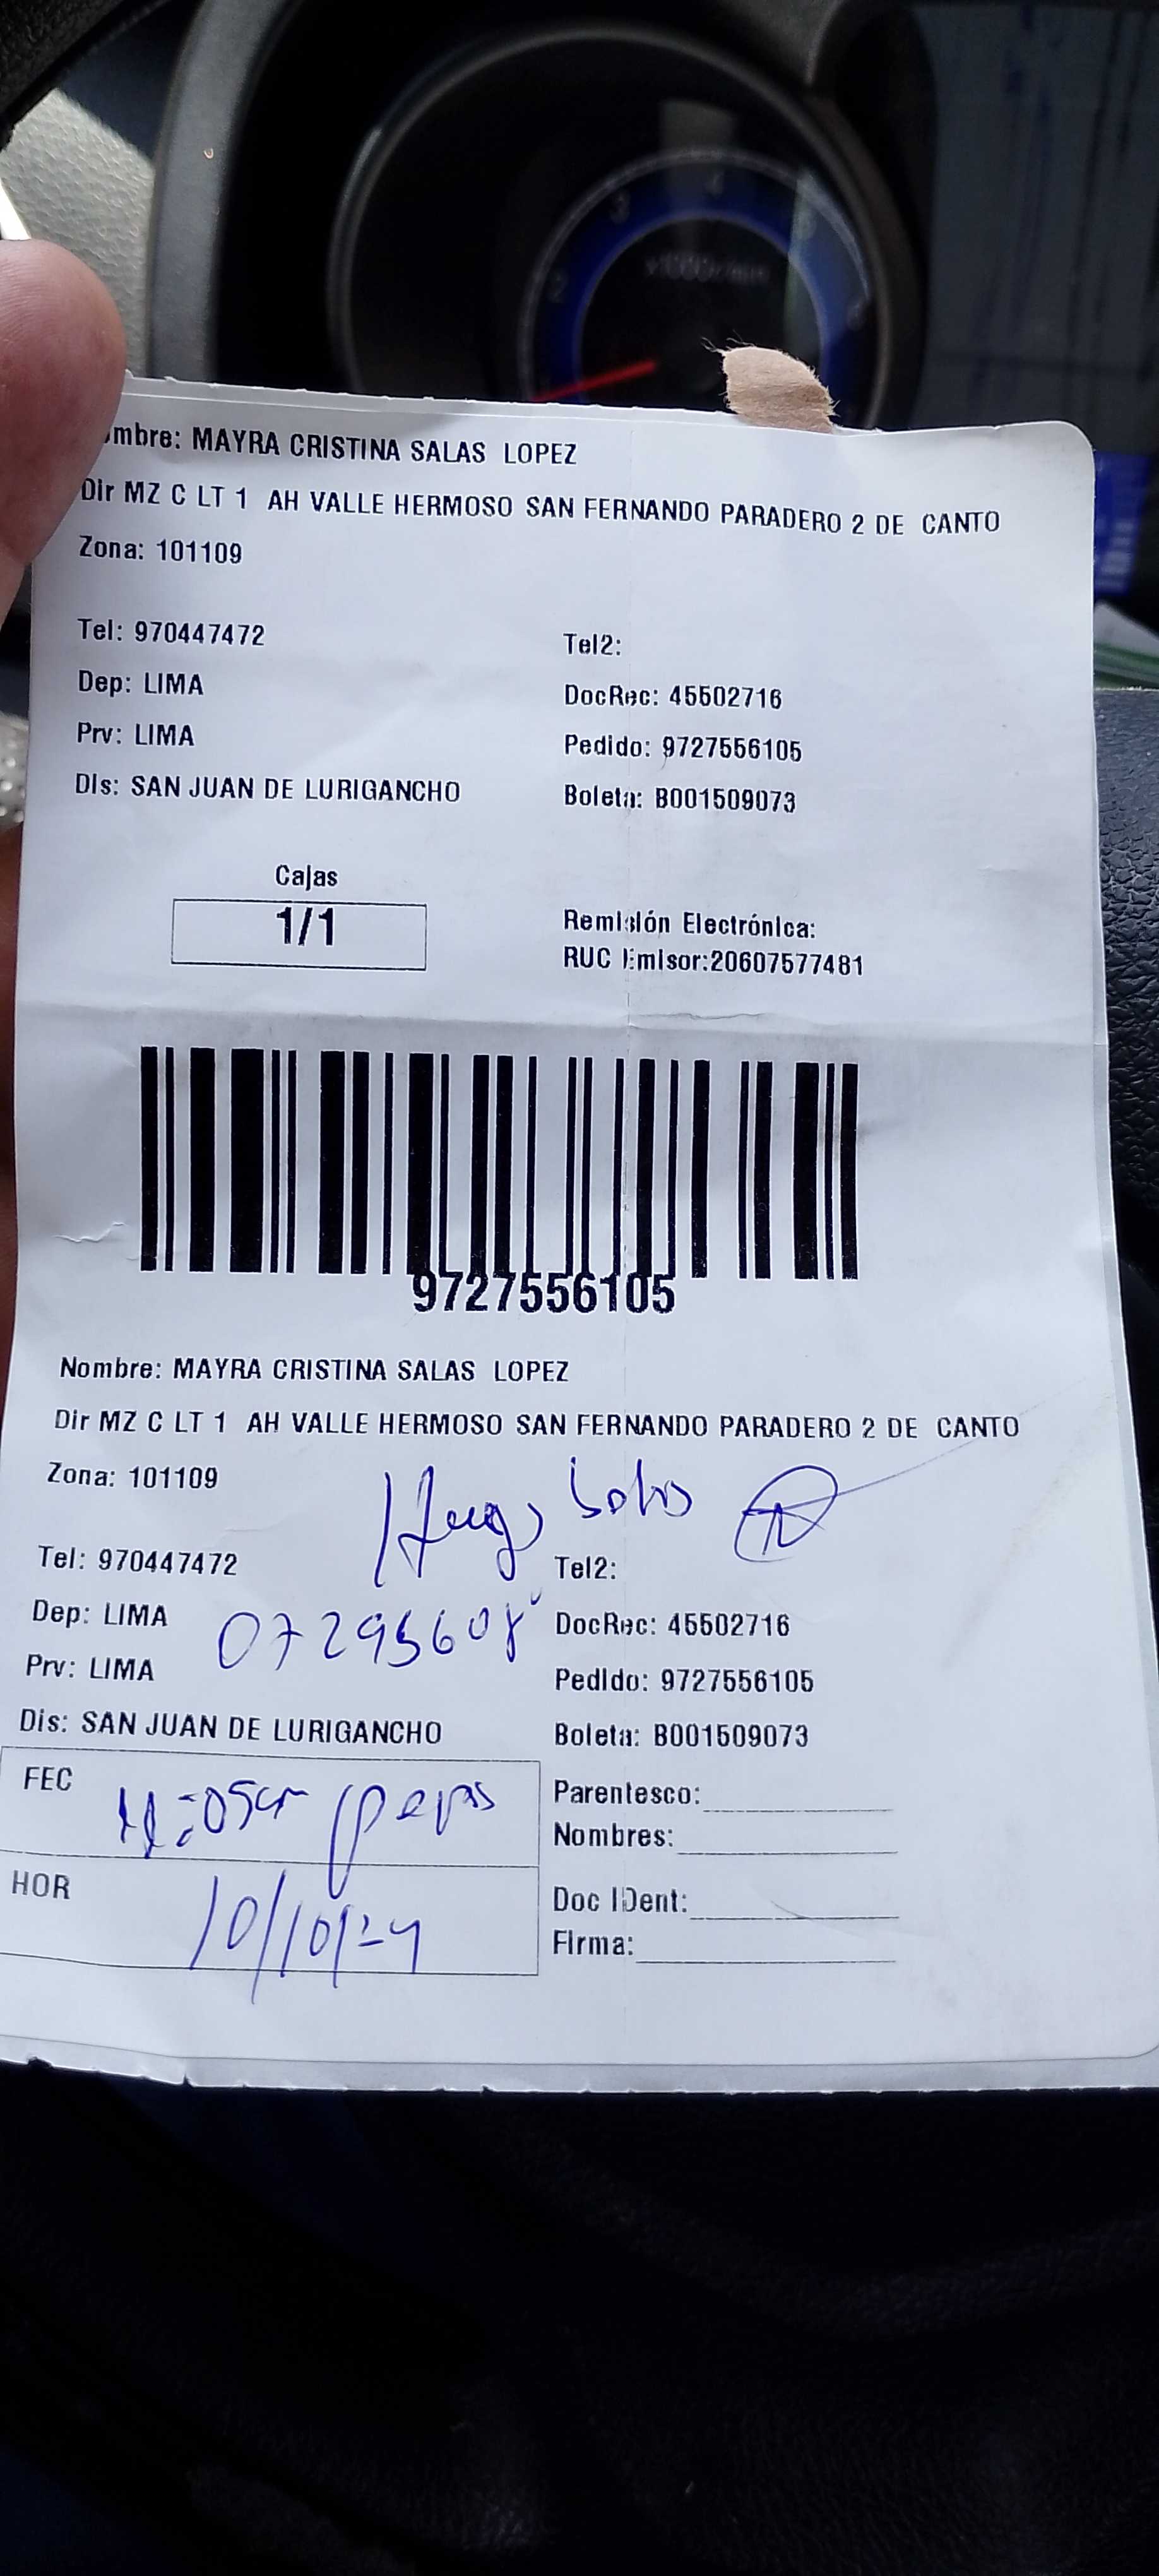 mbre: MAYRA CRISTINA SALAS LOPEZ
Dir MZ C LT 1 AH VALLE HERMOSO SAN FERNANDO PARADERO 2 DE CANTO
Zona: 101109
Tel: 970447472 Tel2:
Dep: LIMA DocRec: 45502716
Prv: LIMA Pedido: 9727556105
Dis: SAN JUAN DE LURIGANCHO Boleta: B001509073
Cajas
1/1
Remisión Electrónica:
RUC Emisor:20607577481
9727556105
Nombre: MAYRA CRISTINA SALAS LOPEZ
Dir MZ C LT 1 AH VALLE HERMOSO SAN FERNANDO PARADERO 2 DE CANTO
Zona: 101109
Hugo
Tel: 970447472 Tel2:
Dep: LIMA 07295608 DocRec: 45502716
Prv: LIMA Pedido: 9727556105
Dis: SAN JUAN DE LURIGANCHO Boleta: B001509073
FEC Parentesco:
Nombres:
HOR 10/10/24 Doc IDent:
Firma: